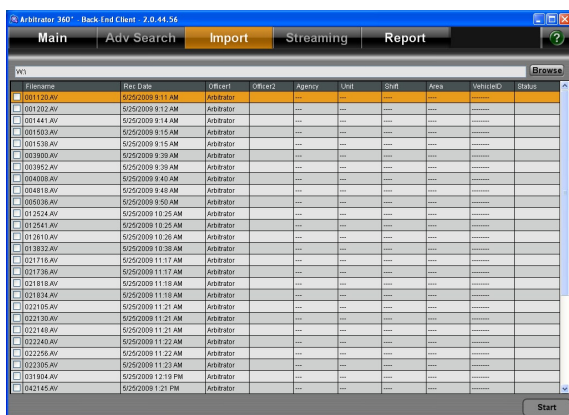 Arbitrator 360° - Back-End Client - 2.0.44.56
Main Adv Search Import Streaming Report ?
W:\ Browse
Filename Rec Date Officer1 Officer2 Agency Unit Shift Area VehicleID Status
001120.AV 5/25/2009 9:11 AM Arbitrator --- --- ---- ---- --------
001202.AV 5/25/2009 9:12 AM Arbitrator --- --- ---- ---- --------
001441.AV 5/25/2009 9:14 AM Arbitrator --- --- ---- ---- --------
001503.AV 5/25/2009 9:15 AM Arbitrator --- --- ---- ---- --------
001538.AV 5/25/2009 9:15 AM Arbitrator --- --- ---- ---- --------
003900.AV 5/25/2009 9:39 AM Arbitrator --- --- ---- ---- --------
003952.AV 5/25/2009 9:39 AM Arbitrator --- --- ---- ---- --------
004008.AV 5/25/2009 9:40 AM Arbitrator --- --- ---- ---- --------
004818.AV 5/25/2009 9:48 AM Arbitrator --- --- ---- ---- --------
005036.AV 5/25/2009 9:50 AM Arbitrator --- --- ---- ---- --------
012524.AV 5/25/2009 10:25 AM Arbitrator --- --- ---- ---- --------
012541.AV 5/25/2009 10:25 AM Arbitrator --- --- ---- ---- --------
012610.AV 5/25/2009 10:26 AM Arbitrator --- --- ---- ---- --------
013832.AV 5/25/2009 10:38 AM Arbitrator --- --- ---- ---- --------
021716.AV 5/25/2009 11:17 AM Arbitrator --- --- ---- ---- --------
021736.AV 5/25/2009 11:17 AM Arbitrator --- --- ---- ---- --------
021818.AV 5/25/2009 11:18 AM Arbitrator --- --- ---- ---- --------
021834.AV 5/25/2009 11:18 AM Arbitrator --- --- ---- ---- --------
022105.AV 5/25/2009 11:21 AM Arbitrator --- --- ---- ---- --------
022130.AV 5/25/2009 11:21 AM Arbitrator --- --- ---- ---- --------
022148.AV 5/25/2009 11:21 AM Arbitrator --- --- ---- ---- --------
022240.AV 5/25/2009 11:22 AM Arbitrator --- --- ---- ---- --------
022256.AV 5/25/2009 11:22 AM Arbitrator --- --- ---- ---- --------
022305.AV 5/25/2009 11:23 AM Arbitrator --- --- ---- ---- --------
031904.AV 5/25/2009 12:19 PM Arbitrator --- --- ---- ---- --------
042145.AV 5/25/2009 1:21 PM Arbitrator --- --- ---- ---- --------
Start